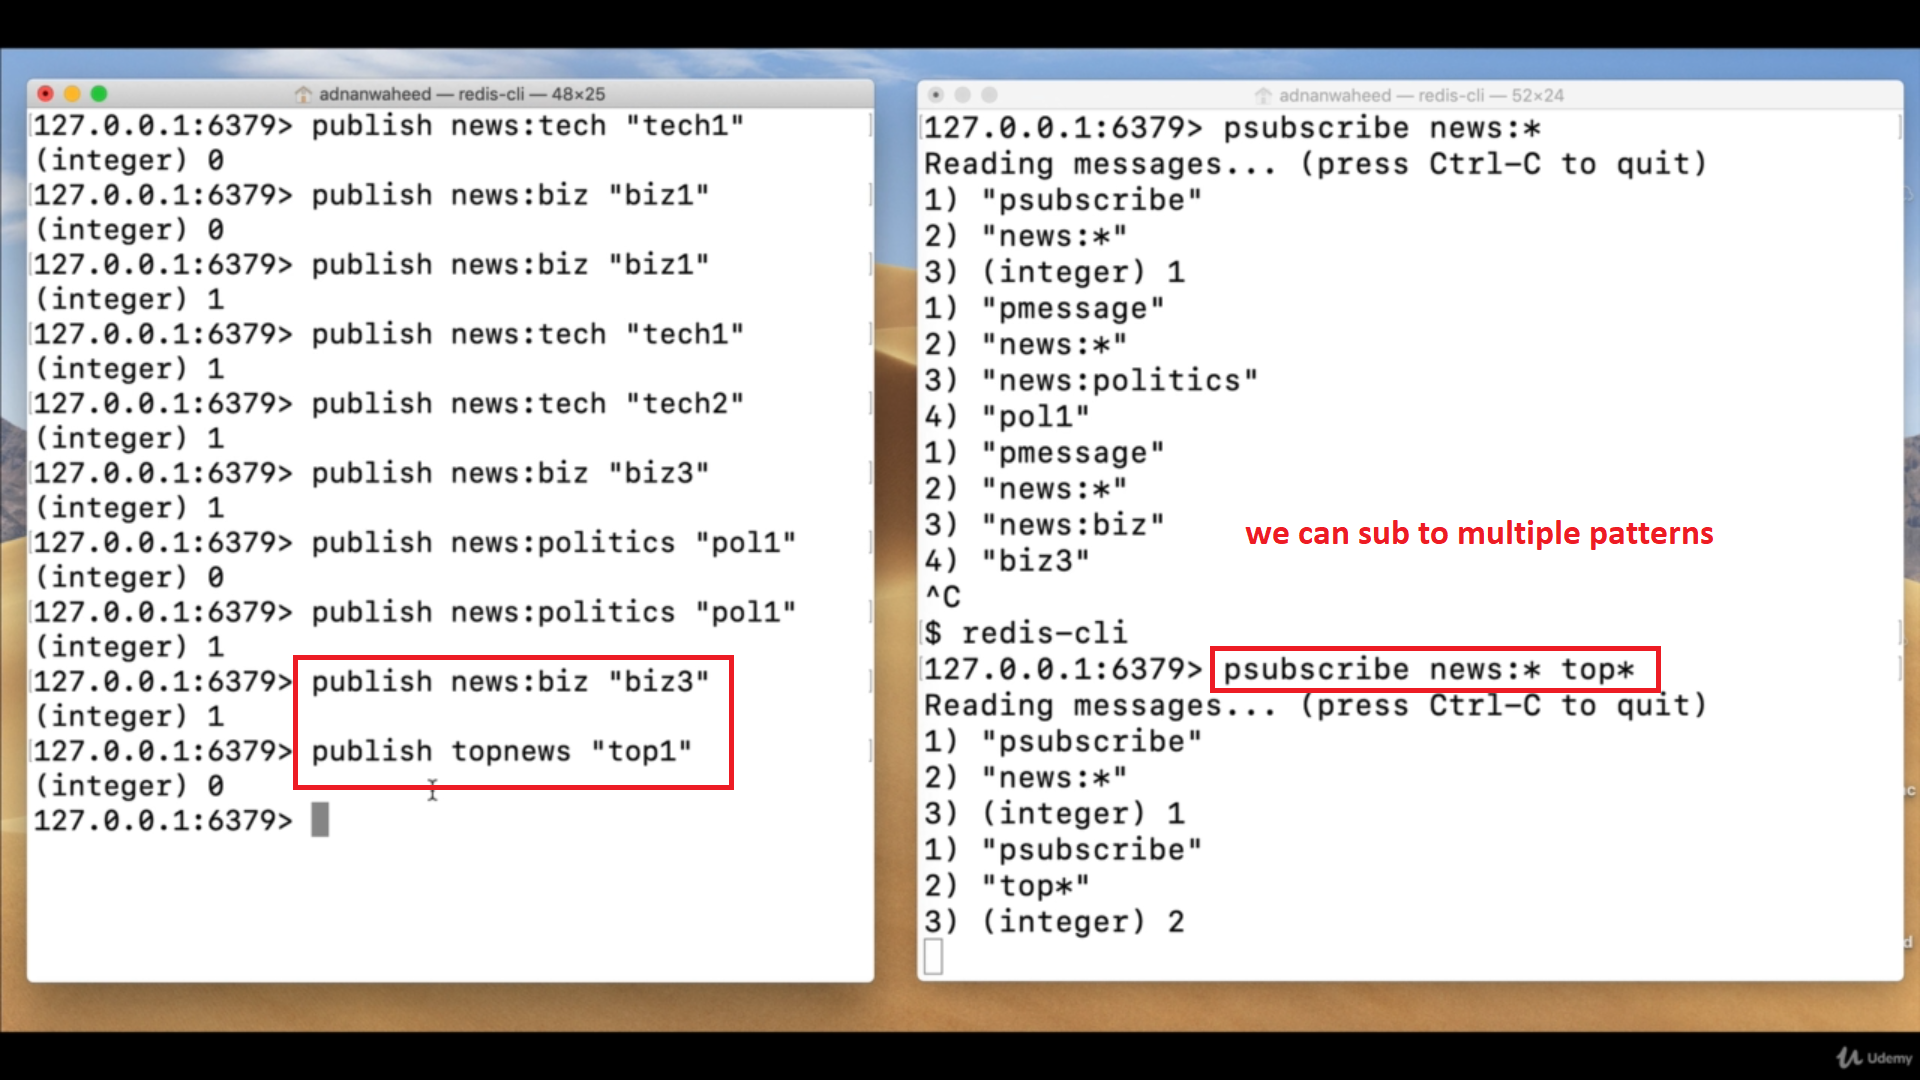 adnanwaheed — redis-cli — 48×25
127.0.0.1:6379> publish news:tech "tech1"
(integer) 0
127.0.0.1:6379> publish news:biz "biz1"
(integer) 0
127.0.0.1:6379> publish news:biz "biz1"
(integer) 1
127.0.0.1:6379> publish news:tech "tech1"
(integer) 1
127.0.0.1:6379> publish news:tech "tech2"
(integer) 1
127.0.0.1:6379> publish news:biz "biz3"
(integer) 1
127.0.0.1:6379> publish news:politics "pol1"
(integer) 0
127.0.0.1:6379> publish news:politics "pol1"
(integer) 1
127.0.0.1:6379> publish news:biz "biz3"
(integer) 1
127.0.0.1:6379> publish topnews "top1"
(integer) 0
127.0.0.1:6379>
adnanwaheed — redis-cli — 52×24
127.0.0.1:6379> psubscribe news:*
Reading messages... (press Ctrl-C to quit)
1) "psubscribe"
2) "news:*"
3) (integer) 1
1) "pmessage"
2) "news:*"
3) "news:politics"
4) "pol1"
1) "pmessage"
2) "news:*"
3) "news:biz"
4) "biz3"
^C
$ redis-cli
127.0.0.1:6379> psubscribe news:* top*
Reading messages... (press Ctrl-C to quit)
1) "psubscribe"
2) "news:*"
3) (integer) 1
1) "psubscribe"
2) "top*"
3) (integer) 2
we can sub to multiple patterns
Udemy